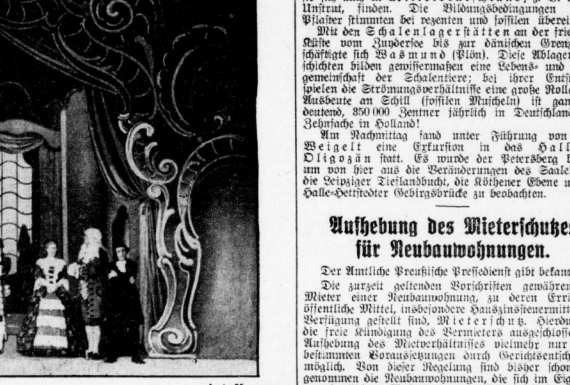 Unstrut, finden. Die Bildungsbedingungen
Pflaster stimmten bei rezenten und fossilen überei
Mit den Schalenlagerstätten an der frie
Küste vom Zuydersee bis zur dänischen Grenz
schäftigte sich Wasmund (Plön). Diese Ablager
schichten bilden gewissermaßen eine Lebens- und
gemeinschaft der Schalentiere; bei ihrer Entst
spielen die Strömungsverhältnisse eine große Rolle
Ausbeute an Schill (fossilen Muscheln) ist gan
deutend, 350 000 Zentner jährlich in Deutschlan
Zehnfache in Holland!
Am Nachmittag fand unter Führung von
Weigelt eine Exkursion in das Hall
Oligozän statt. Es wurde der Petersberg b
um von hier aus die Veränderungen des Saale
die Leipziger Tieflandbucht, die Köthener Ebene u
Halle-Hettstedter Gebirgsbrücke zu beobachten.
Aufhebung des Mieterschutzes
für Neubauwohnungen.
Der Amtliche Preußische Pressedienst gibt bekan
Die zurzeit geltenden Vorschriften gewähren
Mieter einer Neubauwohnung, zu deren Erri
öffentliche Mittel, insbesondere Hauszinssteuermitt
Verfügung gestellt sind, Mieterschutz. Hierdu
die freie Kündigung des Vermieters ausgeschlosse
Aufhebung des Mietverhältnisses vielmehr nur
bestimmten Voraussetzungen durch Gerichtsentsch
möglich. Von dieser Regelung sind bisher schon
genommen die Neubauwohnungen, die sich im Eig